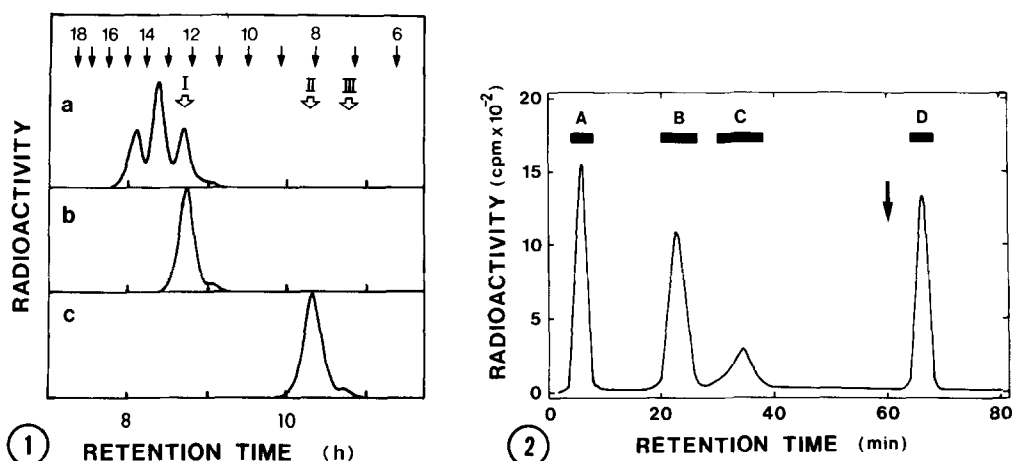 18 16 14 12 10 8 6
I II III
a
b
c
RADIOACTIVITY
8 10
RETENTION TIME (h)
1
20
15
10
5
0
A B C D
RADIOACTIVITY (cpm x 10-2)
0 20 40 60 80
RETENTION TIME (min)
2